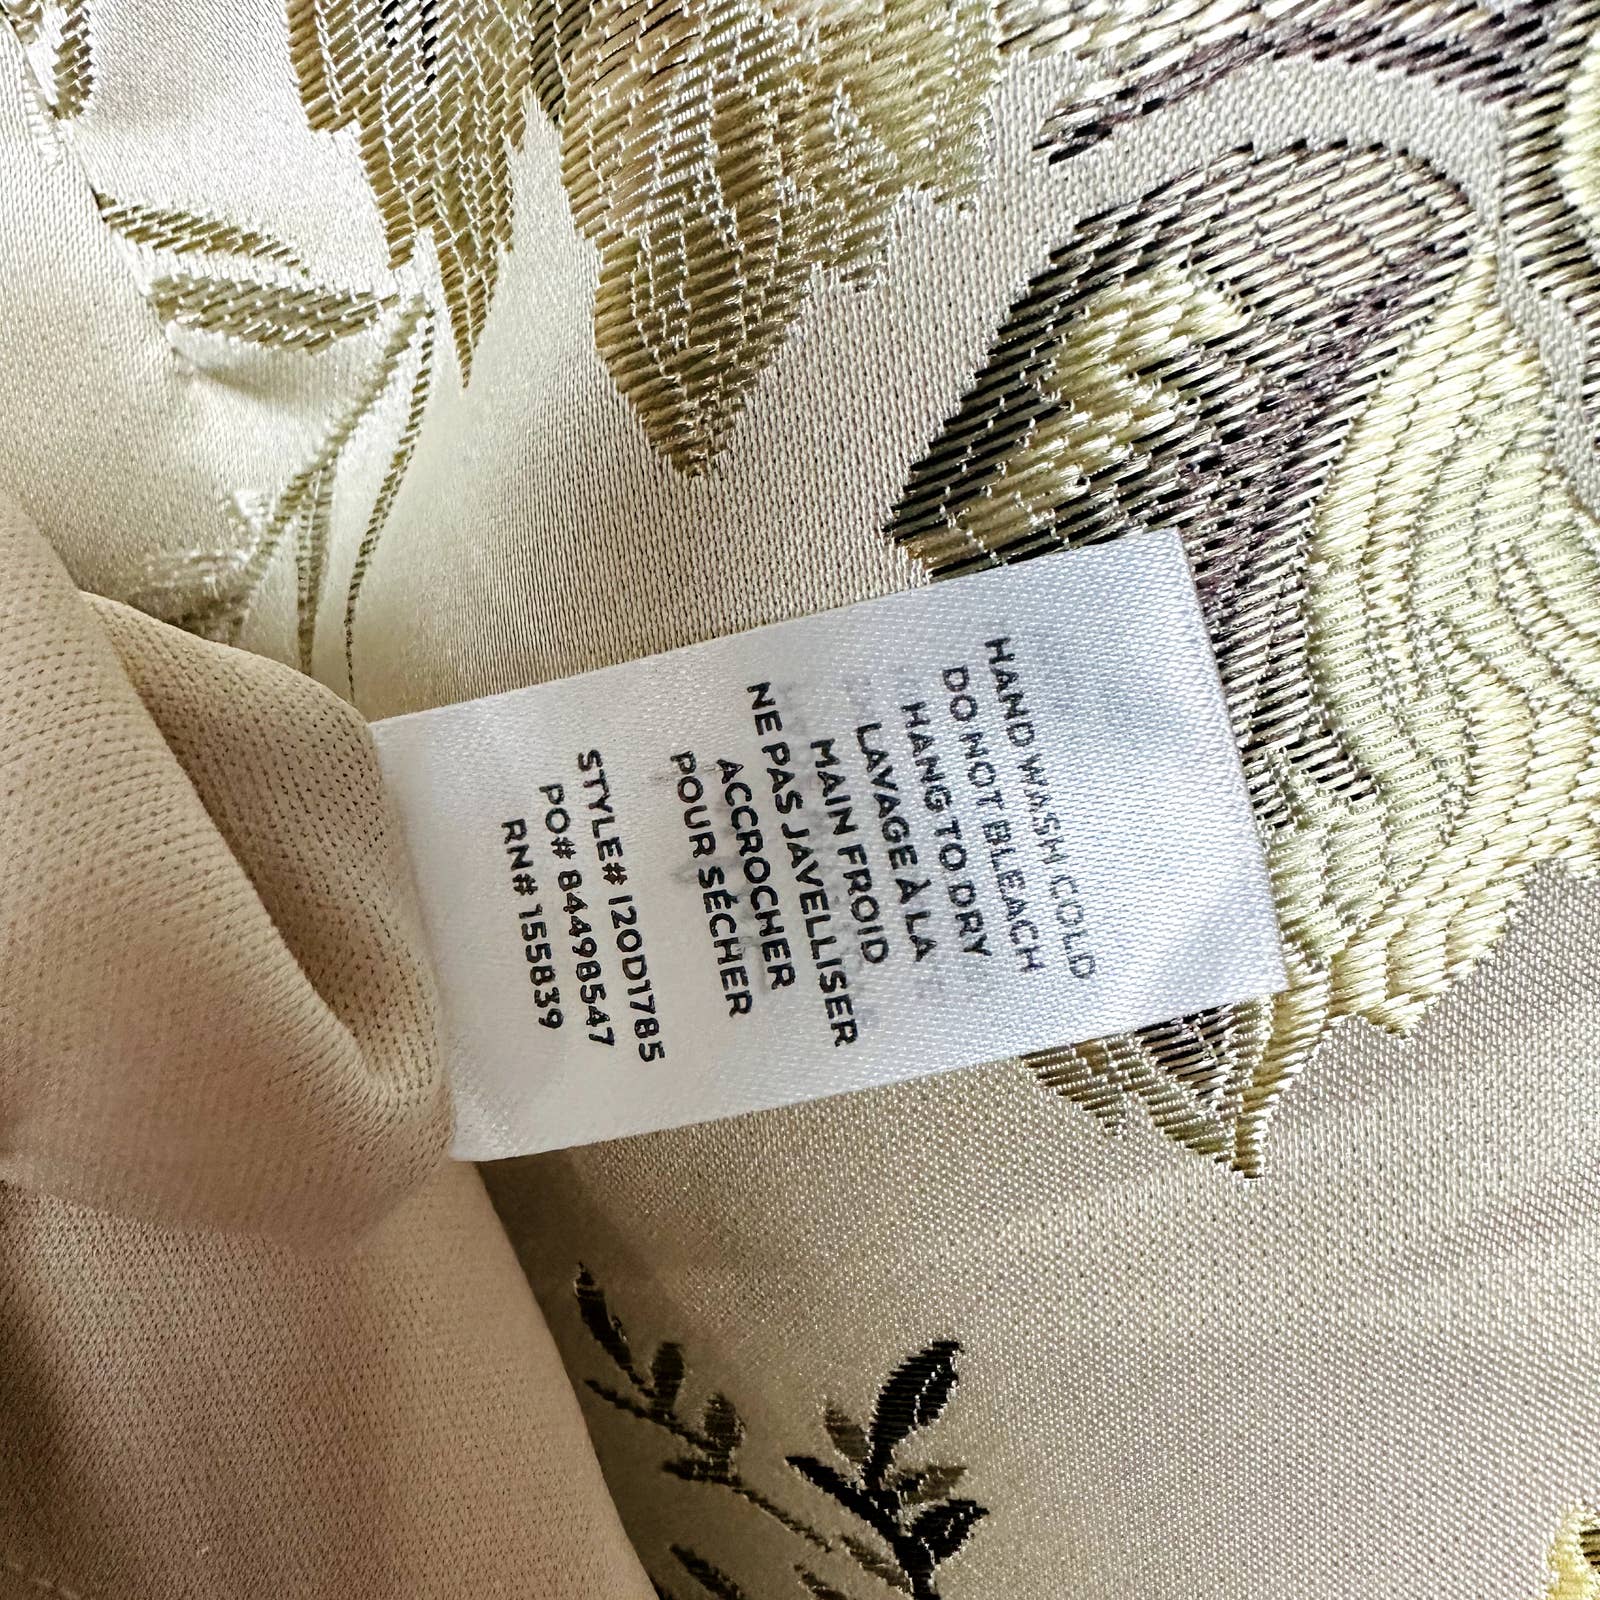 HAND WASH COLD
DO NOT BLEACH
HANG TO DRY
LAVAGE À LA
MAIN FROID
NE PAS JAVELLISER
ACCROCHER
POUR SÉCHER
STYLE# 120D1785
PO# 84498547
RN# 155839